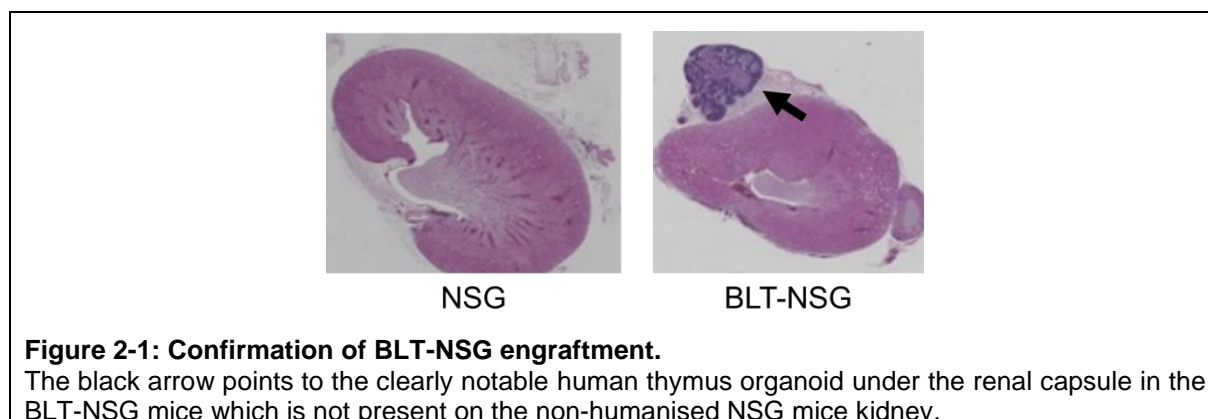 NSG
BLT-NSG
Figure 2-1: Confirmation of BLT-NSG engraftment.
The black arrow points to the clearly notable human thymus organoid under the renal capsule in the
BLT-NSG mice which is not present on the non-humanised NSG mice kidney.